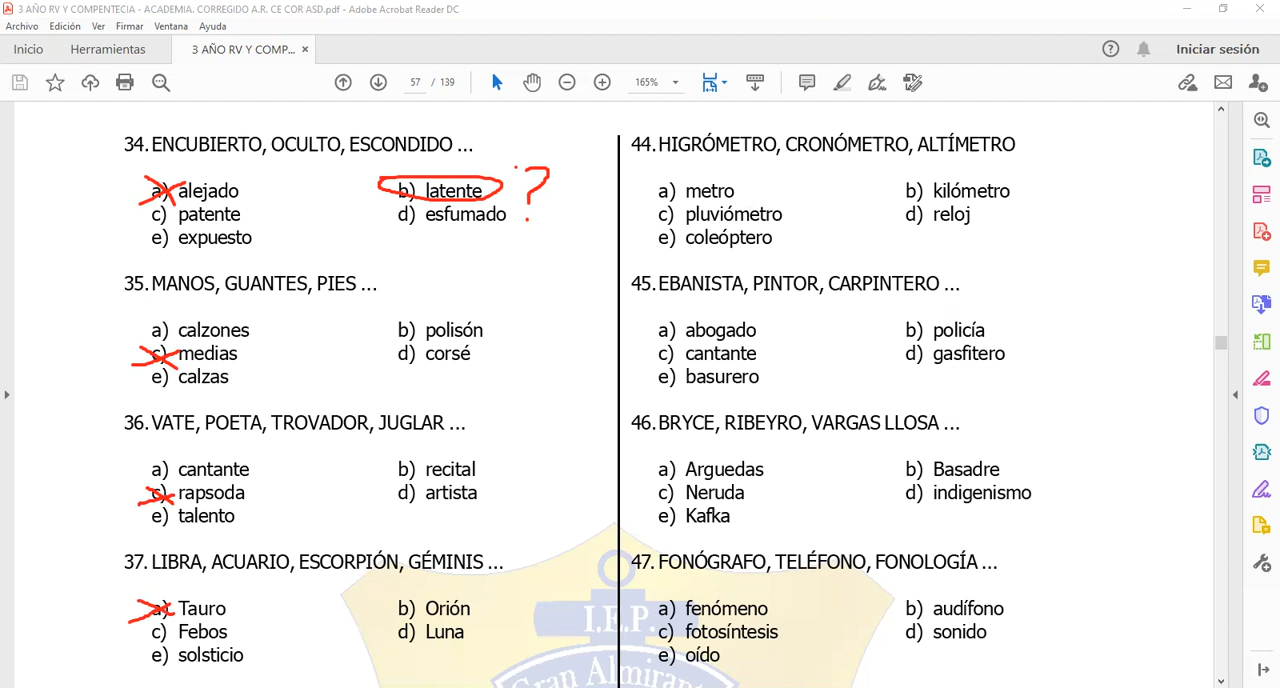 3 AÑO RV Y COMPENTECIA - ACADEMIA. CORREGIDO A.R. CE COR ASD.pdf - Adobe Acrobat Reader DC
Archivo Edición Ver Firmar Ventana Ayuda
Inicio Herramientas 3 AÑO RV Y COMP... × Iniciar sesión
57 / 139 165%
34. ENCUBIERTO, OCULTO, ESCONDIDO ...
a) alejado b) latente ?
c) patente d) esfumado
e) expuesto
35. MANOS, GUANTES, PIES ...
a) calzones b) polisón
c) medias d) corsé
e) calzas
36. VATE, POETA, TROVADOR, JUGLAR ...
a) cantante b) recital
c) rapsoda d) artista
e) talento
37. LIBRA, ACUARIO, ESCORPIÓN, GÉMINIS ...
a) Tauro b) Orión
c) Febos d) Luna
e) solsticio
44. HIGRÓMETRO, CRONÓMETRO, ALTÍMETRO
a) metro b) kilómetro
c) pluviómetro d) reloj
e) coleóptero
45. EBANISTA, PINTOR, CARPINTERO ...
a) abogado b) policía
c) cantante d) gasfitero
e) basurero
46. BRYCE, RIBEYRO, VARGAS LLOSA ...
a) Arguedas b) Basadre
c) Neruda d) indigenismo
e) Kafka
47. FONÓGRAFO, TELÉFONO, FONOLOGÍA ...
a) fenómeno b) audífono
c) fotosíntesis d) sonido
e) oído
I.E.P.
Gran Almirant